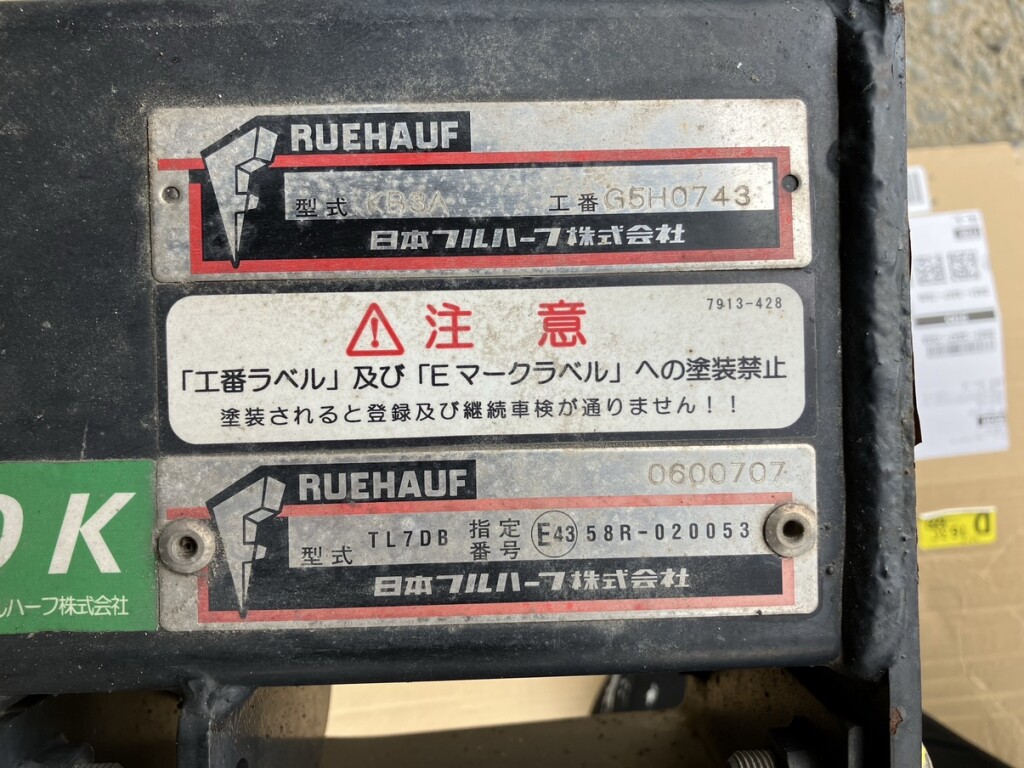 FRUEHAUF
型式 KBSA 工番 G5H0743
日本フルハーフ株式会社
7913-428
注意
「工番ラベル」及び「Eマークラベル」への塗装禁止
塗装されると登録及び継続車検が通りません!!
FRUEHAUF
0600707
型式 TL7DB 指定番号 E43 58R-020053
日本フルハーフ株式会社
OK
ルハーフ株式会社
D